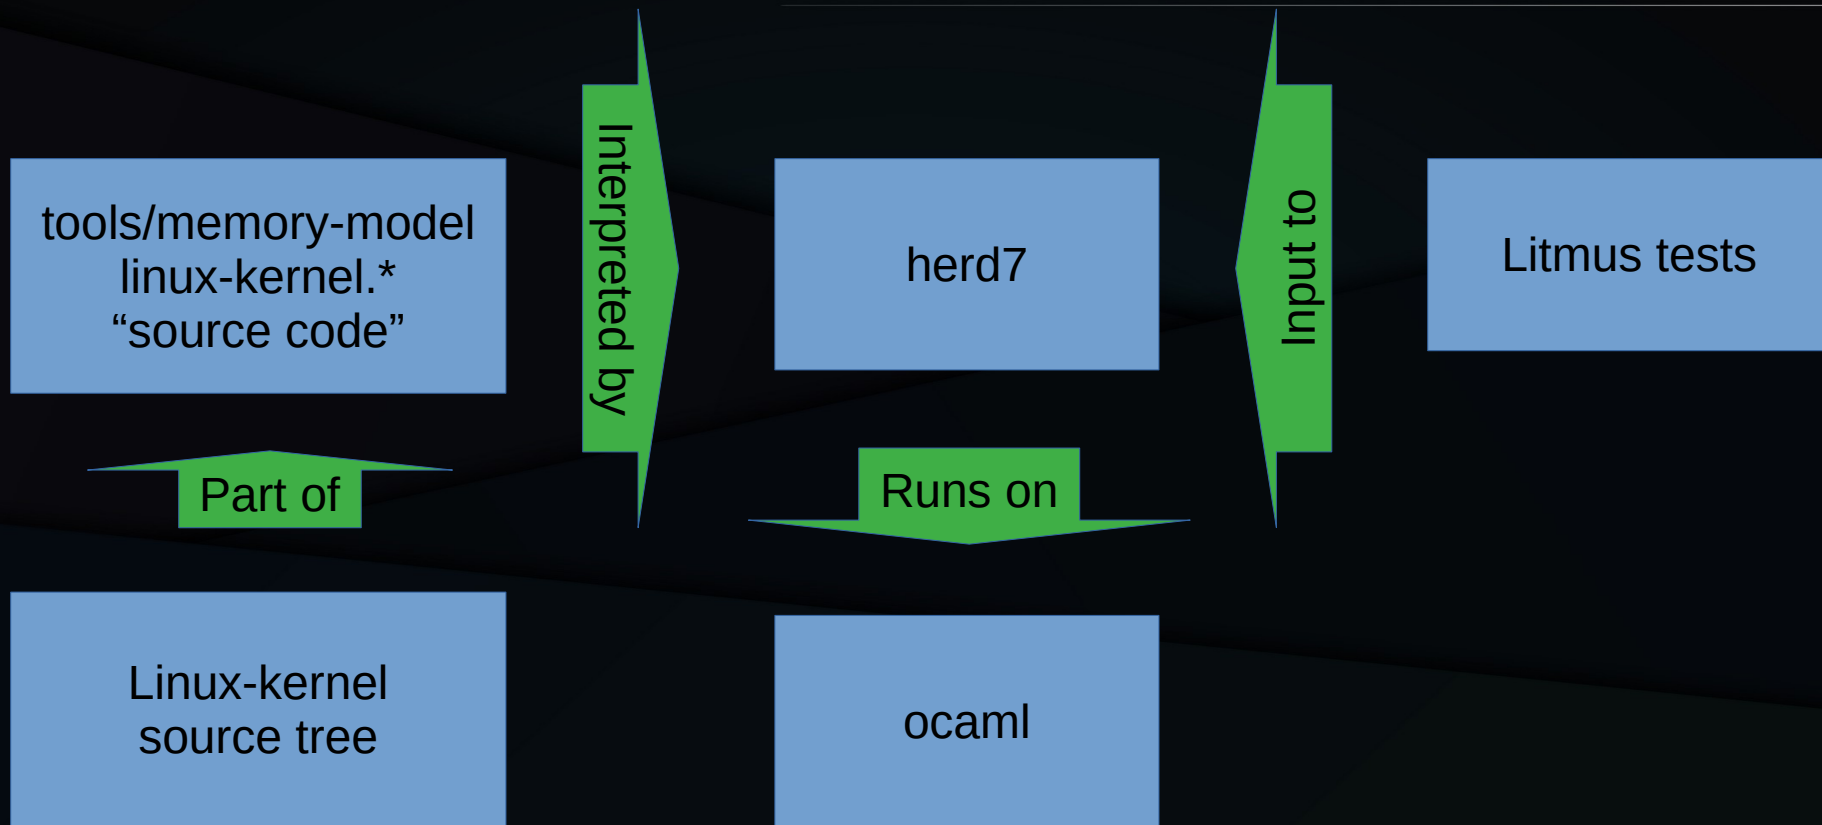 tools/memory-model
linux-kernel.*
“source code”
Interpreted by
herd7
Input to
Litmus tests
Part of
Runs on
Linux-kernel
source tree
ocaml